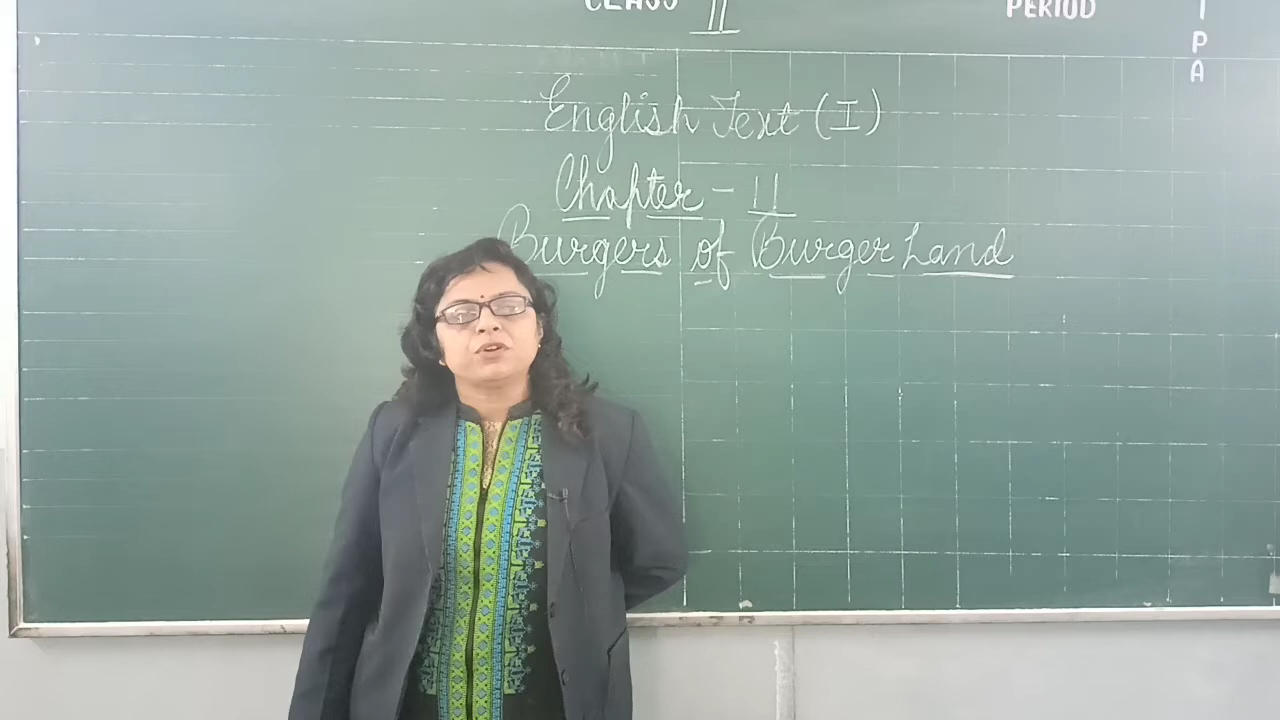 CLASS II
PERIOD
T
P
A
English Text (I)
Chapter - 11
Burgers of Burger Land